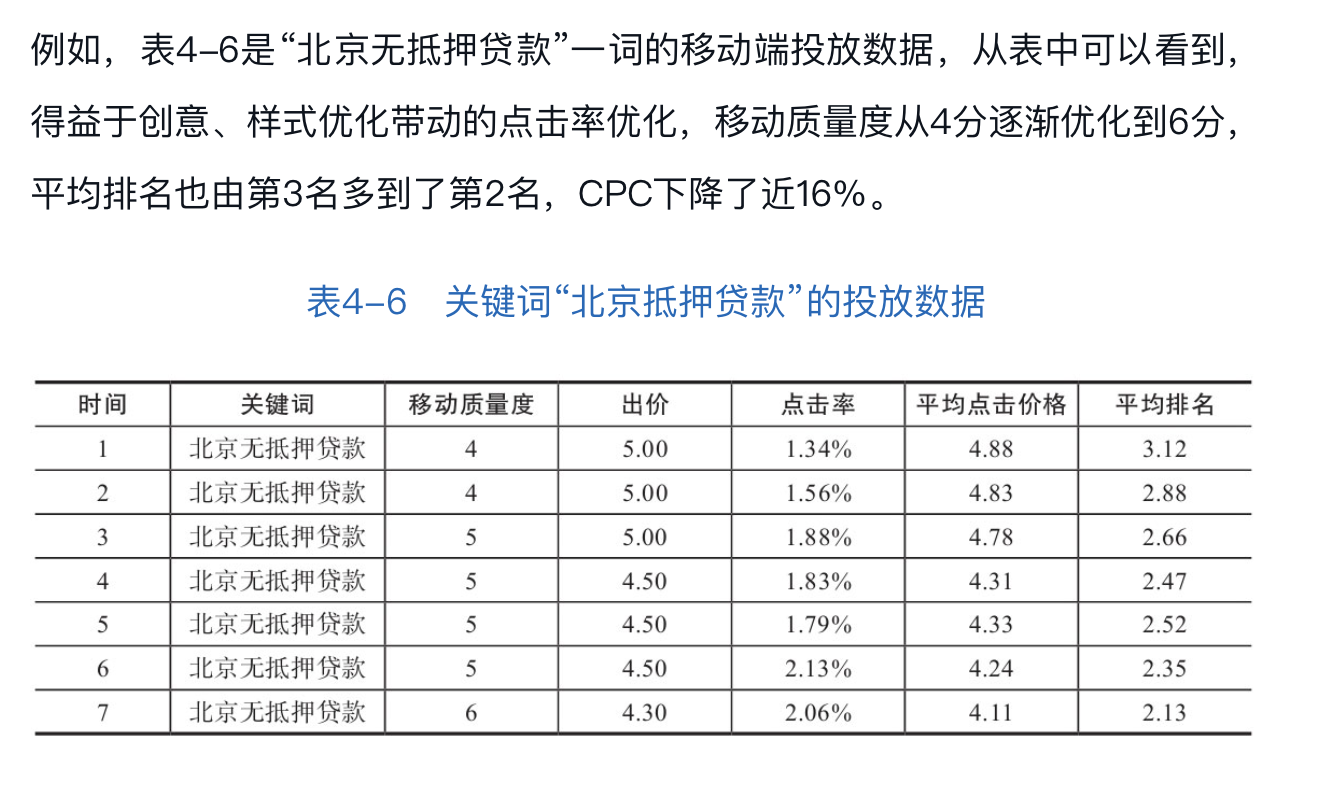 例如，表4–6是“北京无抵押贷款”一词的移动端投放数据，从表中可以看到，
得益于创意、样式优化带动的点击率优化，移动质量度从4分逐渐优化到6分，
平均排名也由第3名多到了第2名，CPC下降了近16%。
表4–6　关键词“北京抵押贷款”的投放数据
时间 关键词 移动质量度 出价 点击率 平均点击价格 平均排名
1 北京无抵押贷款 4 5.00 1.34% 4.88 3.12
2 北京无抵押贷款 4 5.00 1.56% 4.83 2.88
3 北京无抵押贷款 5 5.00 1.88% 4.78 2.66
4 北京无抵押贷款 5 4.50 1.83% 4.31 2.47
5 北京无抵押贷款 5 4.50 1.79% 4.33 2.52
6 北京无抵押贷款 5 4.50 2.13% 4.24 2.35
7 北京无抵押贷款 6 4.30 2.06% 4.11 2.13